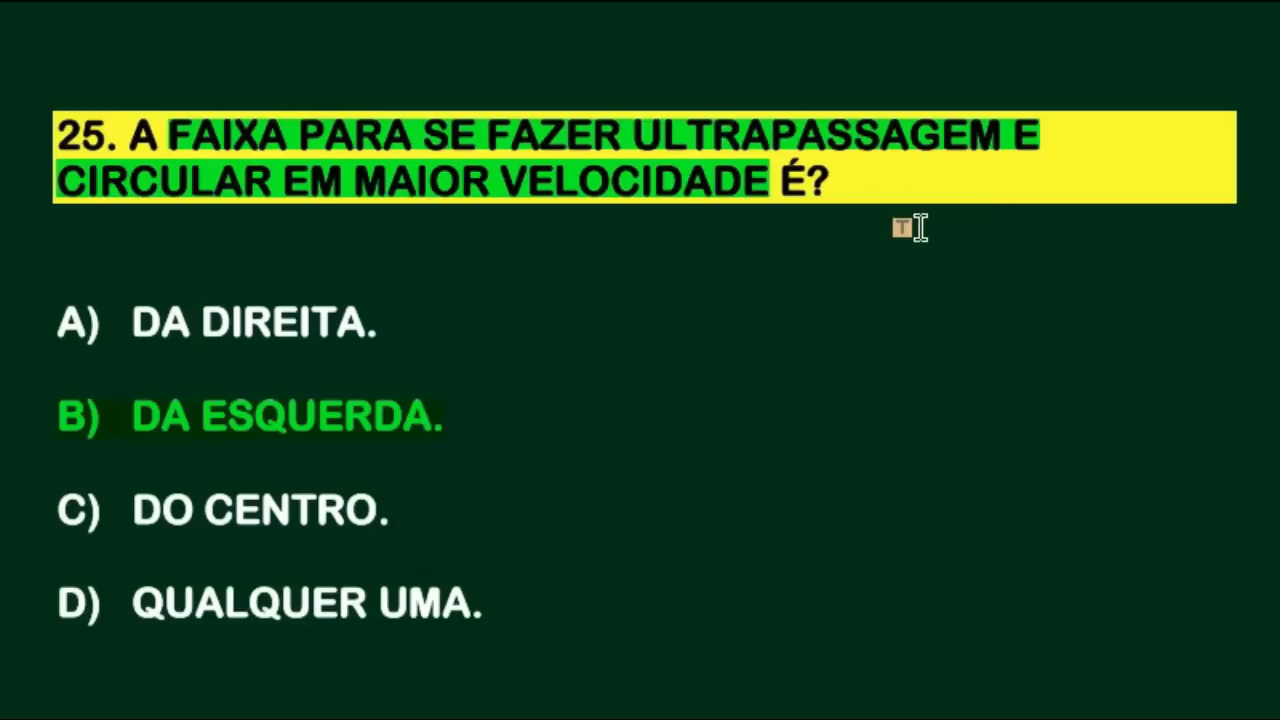 25. A FAIXA PARA SE FAZER ULTRAPASSAGEM E
CIRCULAR EM MAIOR VELOCIDADE É?
T
A) DA DIREITA.
B) DA ESQUERDA.
C) DO CENTRO.
D) QUALQUER UMA.